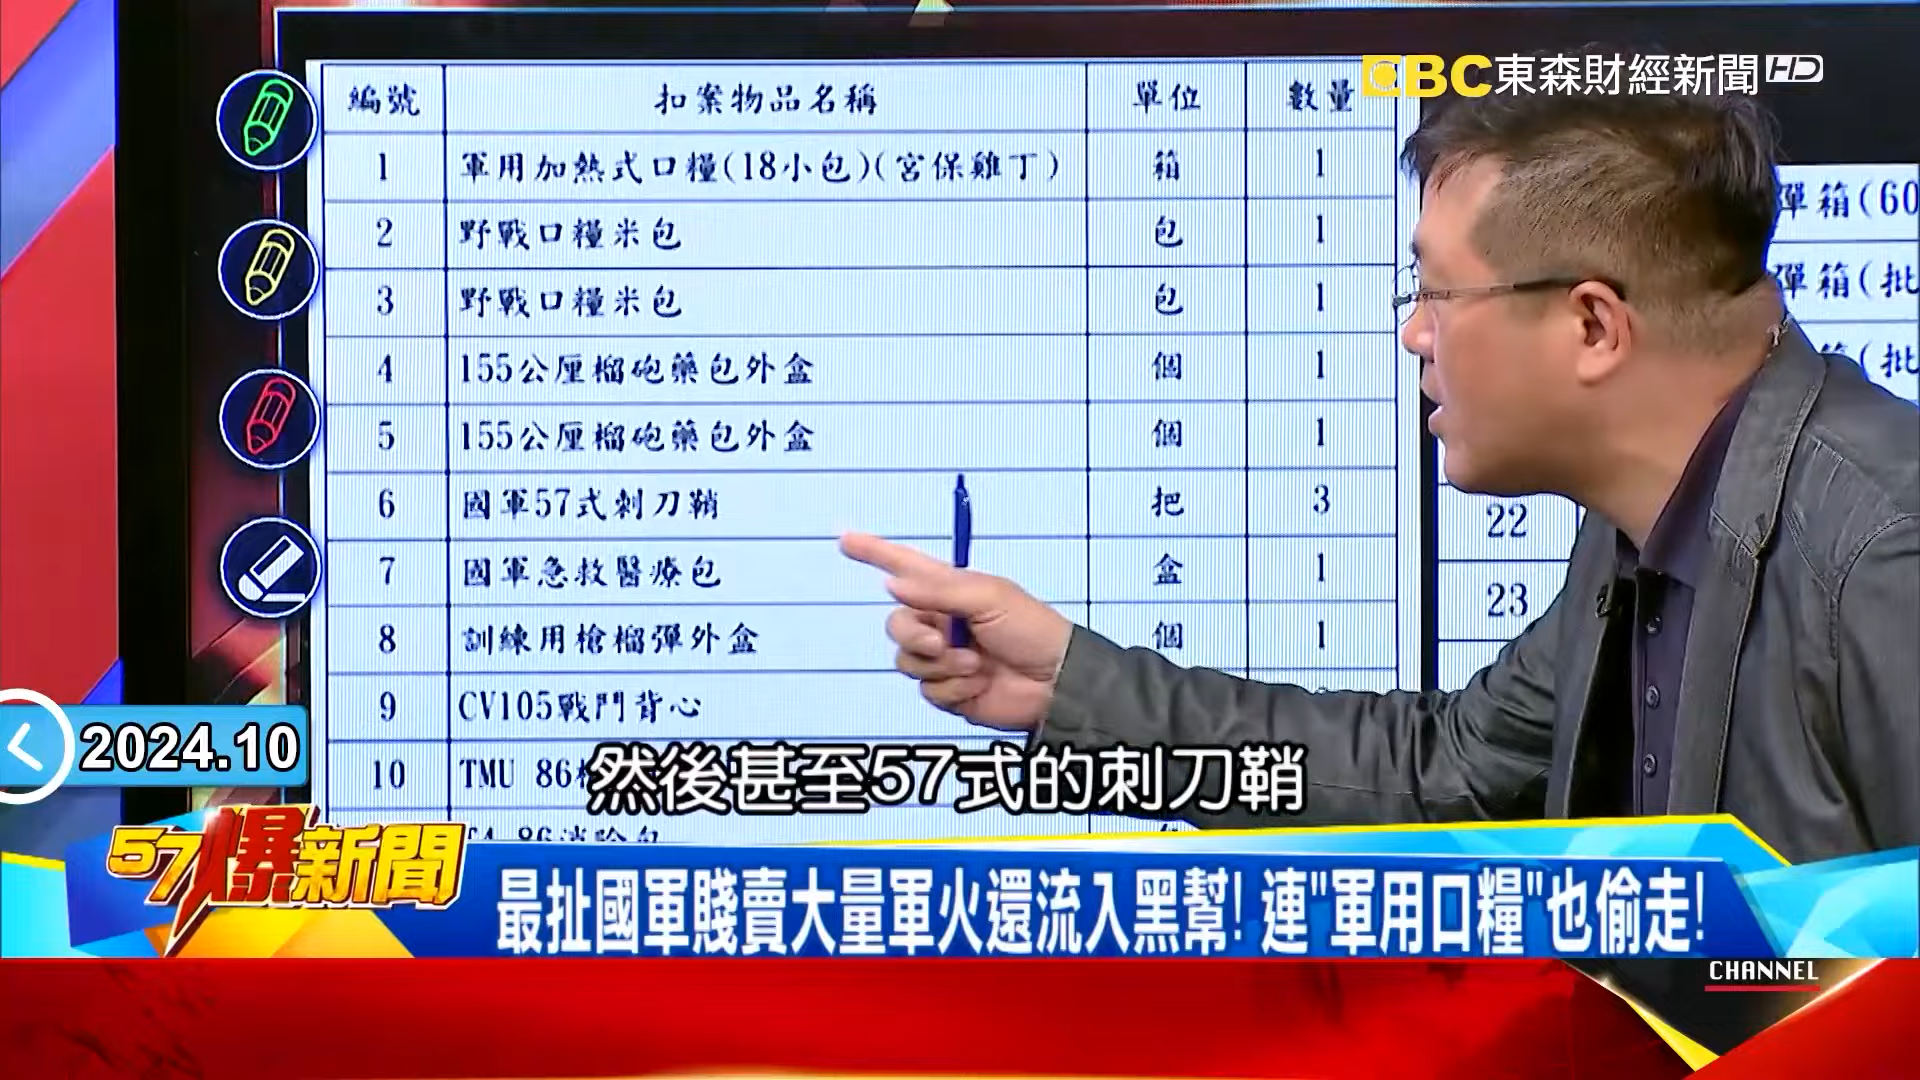 EBC東森財經新聞HD
編號 扣案物品名稱 單位 數量
1 軍用加熱式口糧(18小包)(宮保雞丁) 箱 1
2 野戰口糧米包 包 1
3 野戰口糧米包 包 1
4 155公厘榴砲藥包外盒 個 1
5 155公厘榴砲藥包外盒 個 1
6 國軍57式刺刀鞘 把 3
7 國軍急救醫療包 盒 1
8 訓練用槍榴彈外盒 個 1
9 CV105戰鬥背心
10 TMU 86
彈箱(60
彈箱(批
(批
22
23
2024.10
然後甚至57式的刺刀鞘
57爆新聞
最扯國軍賤賣大量軍火還流入黑幫! 連"軍用口糧"也偷走!
CHANNEL